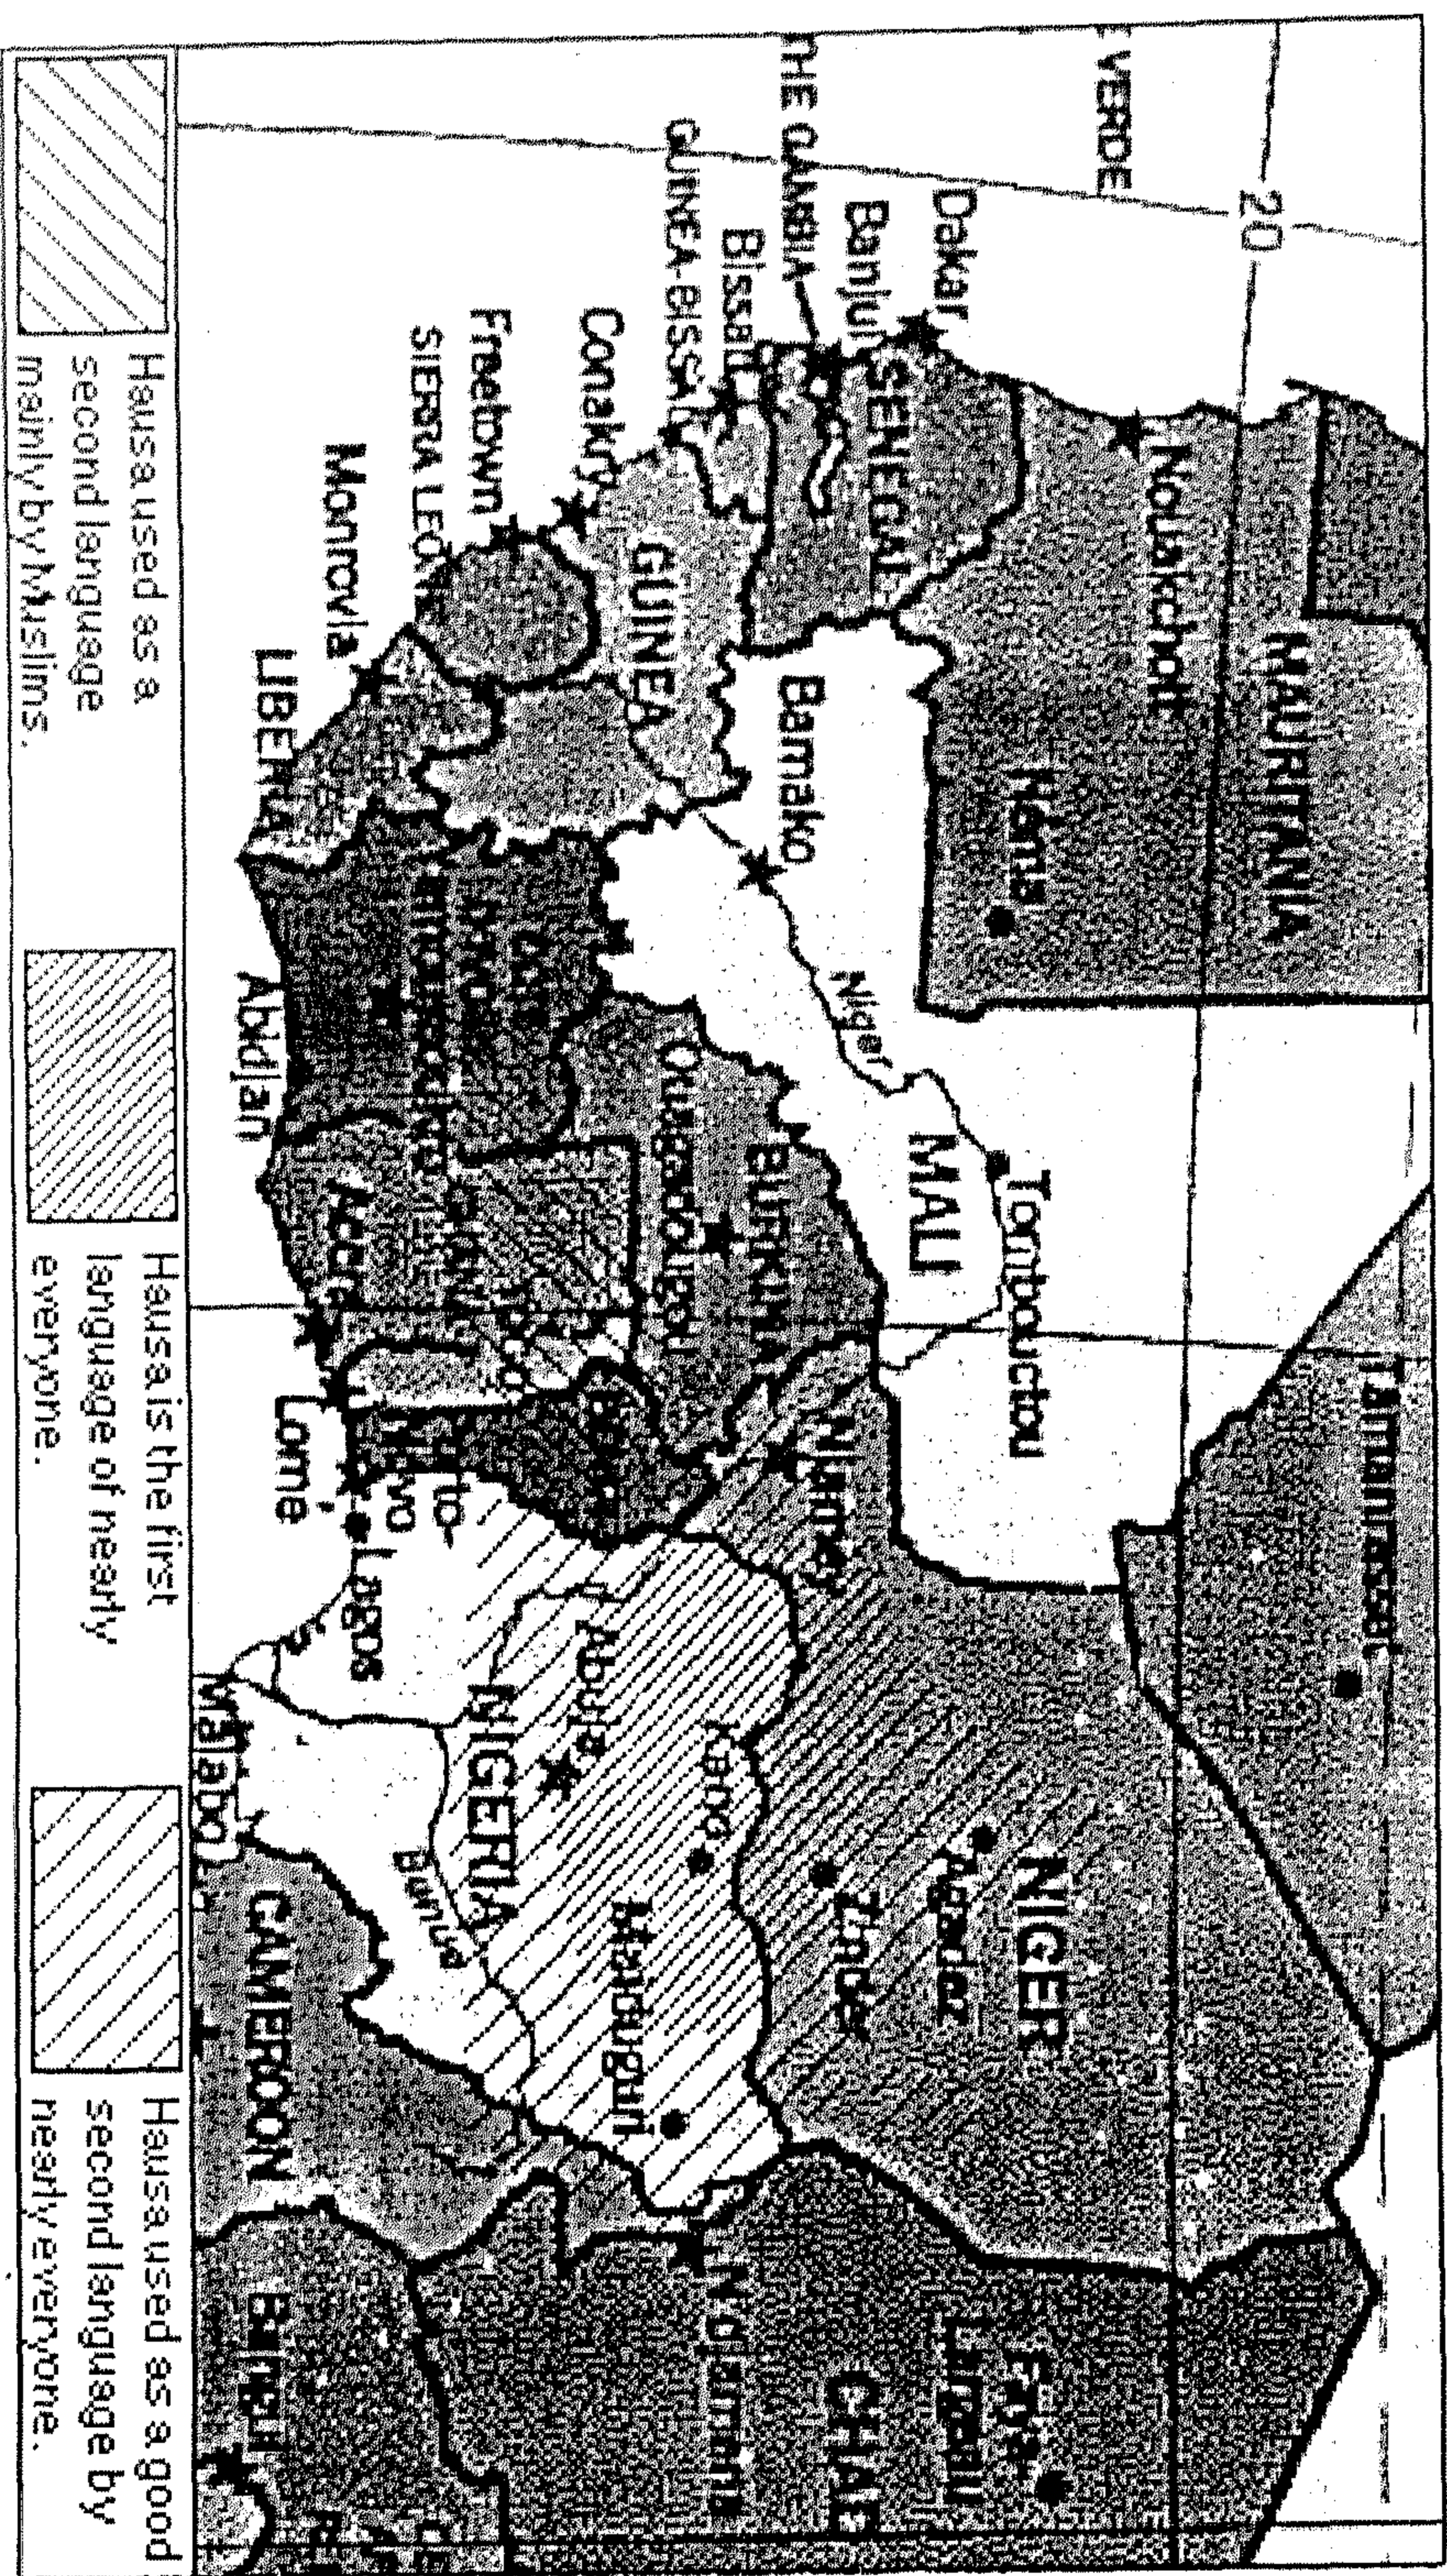 E VERDE
20
MAURITANIA
Nouakchott
Nema
Dakar
SENEGAL
Banjul
THE GAMBIA
Bissau
GUINEA-BISSAU
GUINEA
Conakry
Freetown
SIERRA LEONE
Monrovia
LIBERIA
Bamako
Niger
MALI
Tombouctou
Tamanrasset
BURKINA
Ouagadougou
Abidjan
Accra
Lome
Niamey
NIGER
Agadez
Zinder
Kano
Maiduguri
Abuja
NIGERIA
Lagos
Malabo
CAMEROON
Bangui
Ndjamena
CHAD
Faya-
Largeau
Hausa used as a
second language
mainly by Muslims.
Hausa is the first
language of nearly
everyone.
Hausa used as a good
second language by
nearly everyone.